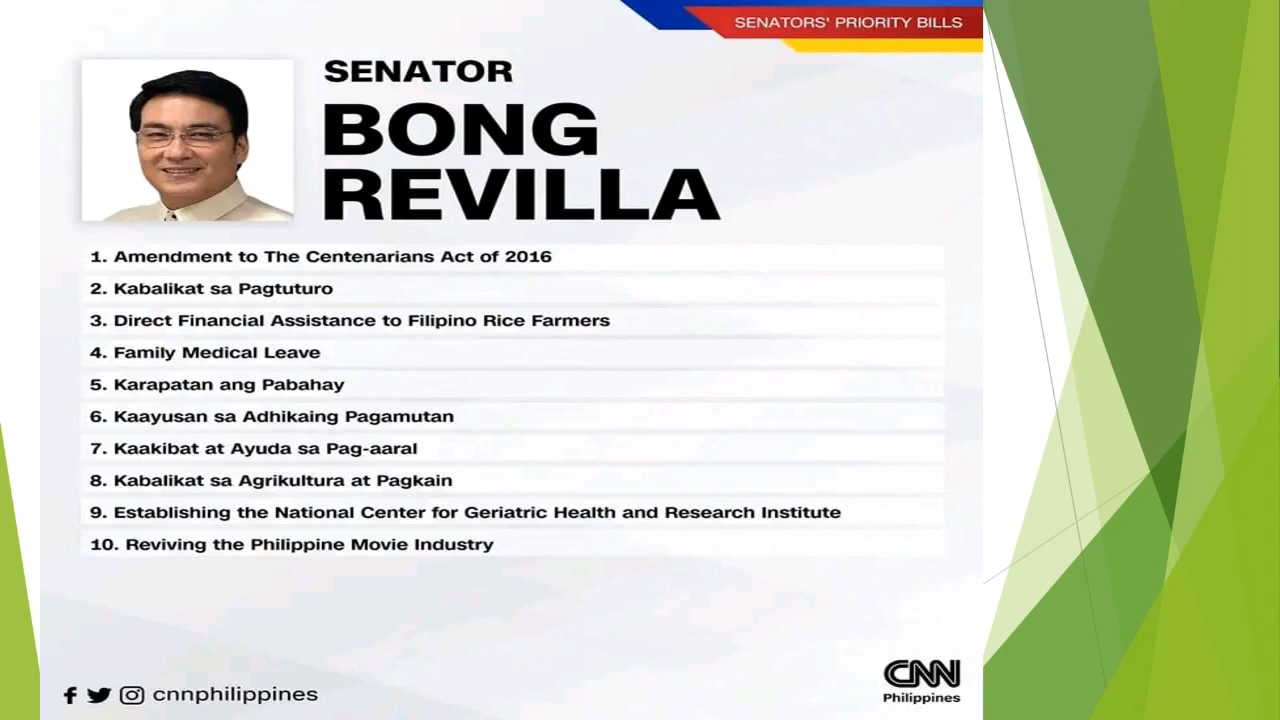 SENATORS' PRIORITY BILLS
SENATOR
BONG
REVILLA
1. Amendment to The Centenarians Act of 2016
2. Kabalikat sa Pagtuturo
3. Direct Financial Assistance to Filipino Rice Farmers
4. Family Medical Leave
5. Karapatan ang Pabahay
6. Kaayusan sa Adhikaing Pagamutan
7. Kaakibat at Ayuda sa Pag-aaral
8. Kabalikat sa Agrikultura at Pagkain
9. Establishing the National Center for Geriatric Health and Research Institute
10. Reviving the Philippine Movie Industry
cnnphilippines
CNN
Philippines